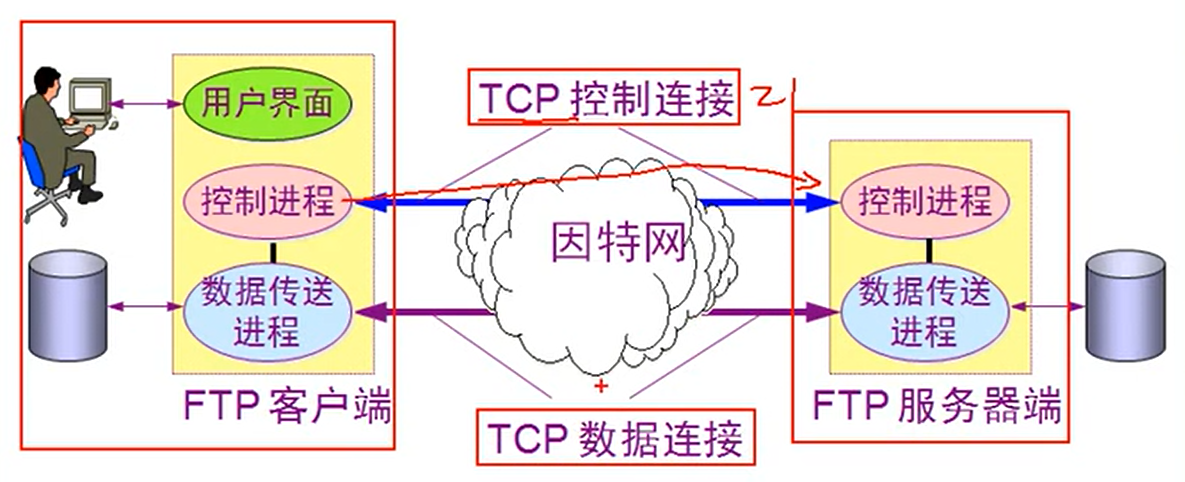 TCP 控制连接
用户界面
控制进程
控制进程
因特网
数据传送
进程
数据传送
进程
FTP 客户端
FTP 服务器端
TCP 数据连接